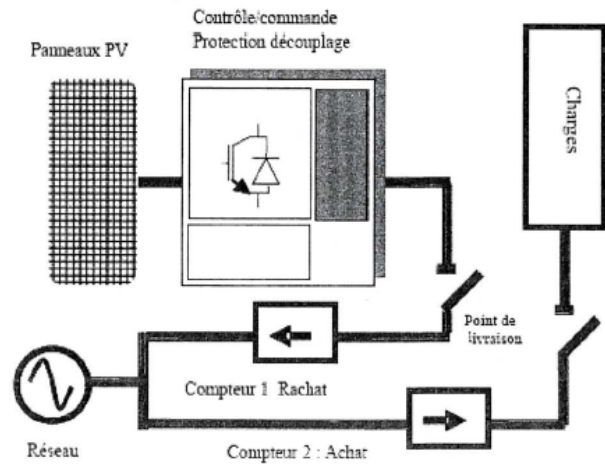 Contrôle/commande
Protection découplage
Panneaux PV
Charges
Point de
livraison
Compteur 1 Rachat
Réseau
Compteur 2 : Achat